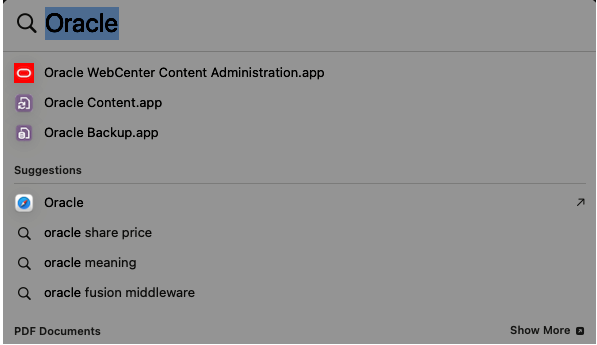 Oracle
Oracle WebCenter Content Administration.app
Oracle Content.app
Oracle Backup.app
Suggestions
Oracle
oracle share price
oracle meaning
oracle fusion middleware
PDF Documents Show More